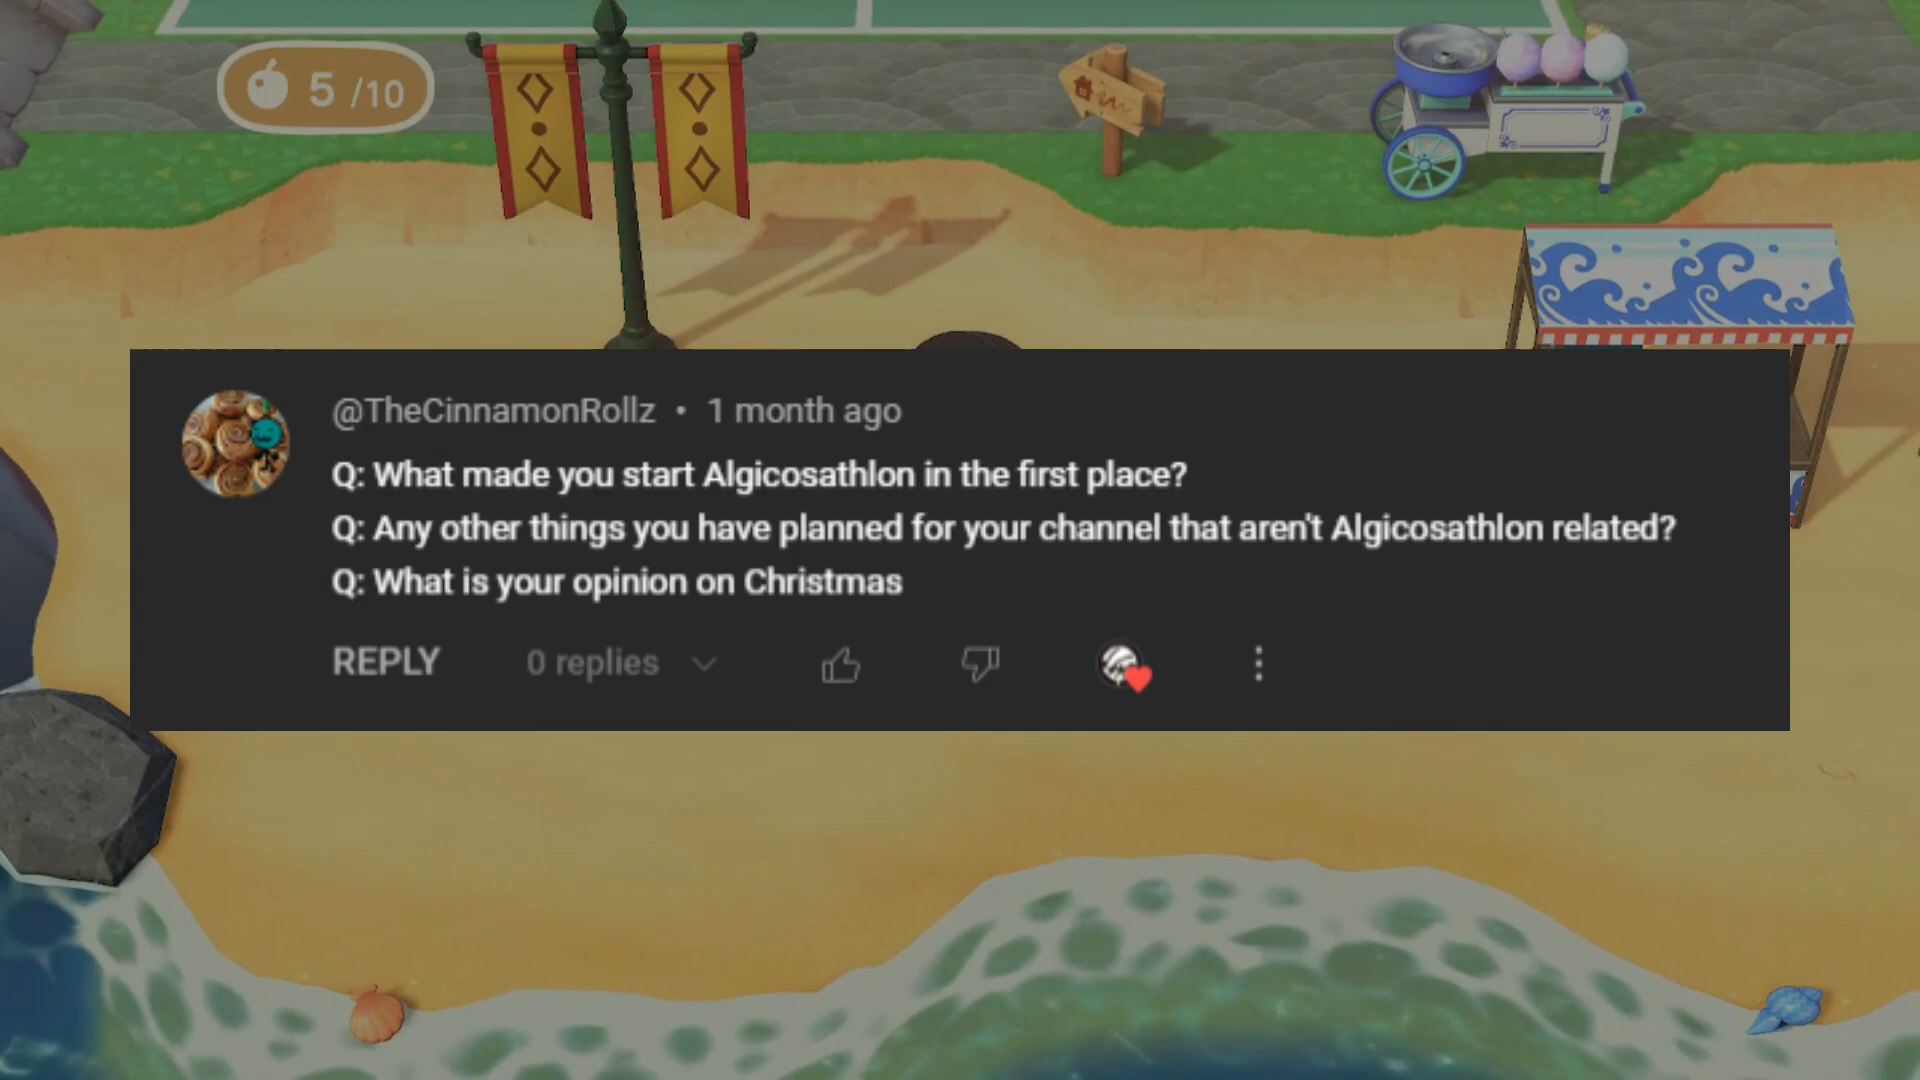 5 /10
@TheCinnamonRollz • 1 month ago
Q: What made you start Algicosathlon in the first place?
Q: Any other things you have planned for your channel that aren't Algicosathlon related?
Q: What is your opinion on Christmas
REPLY 0 replies